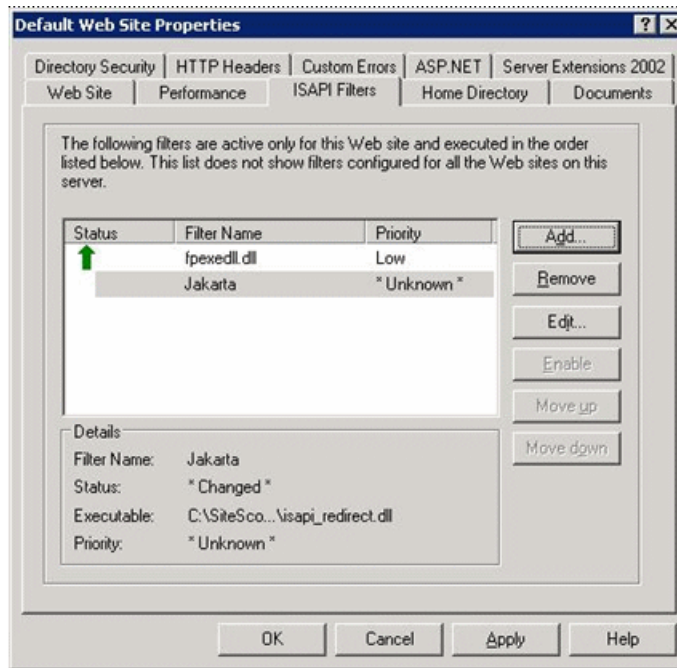 Default Web Site Properties
Directory Security HTTP Headers Custom Errors ASP.NET Server Extensions 2002
Web Site Performance ISAPI Filters Home Directory Documents
The following filters are active only for this Web site and executed in the order
listed below. This list does not show filters configured for all the Web sites on this
server.
Status Filter Name Priority
fpexedll.dll Low
Jakarta * Unknown *
Add...
Remove
Edit...
Enable
Move up
Move down
Details
Filter Name: Jakarta
Status: * Changed *
Executable: C:\SiteSco...\isapi_redirect.dll
Priority: * Unknown *
OK Cancel Apply Help